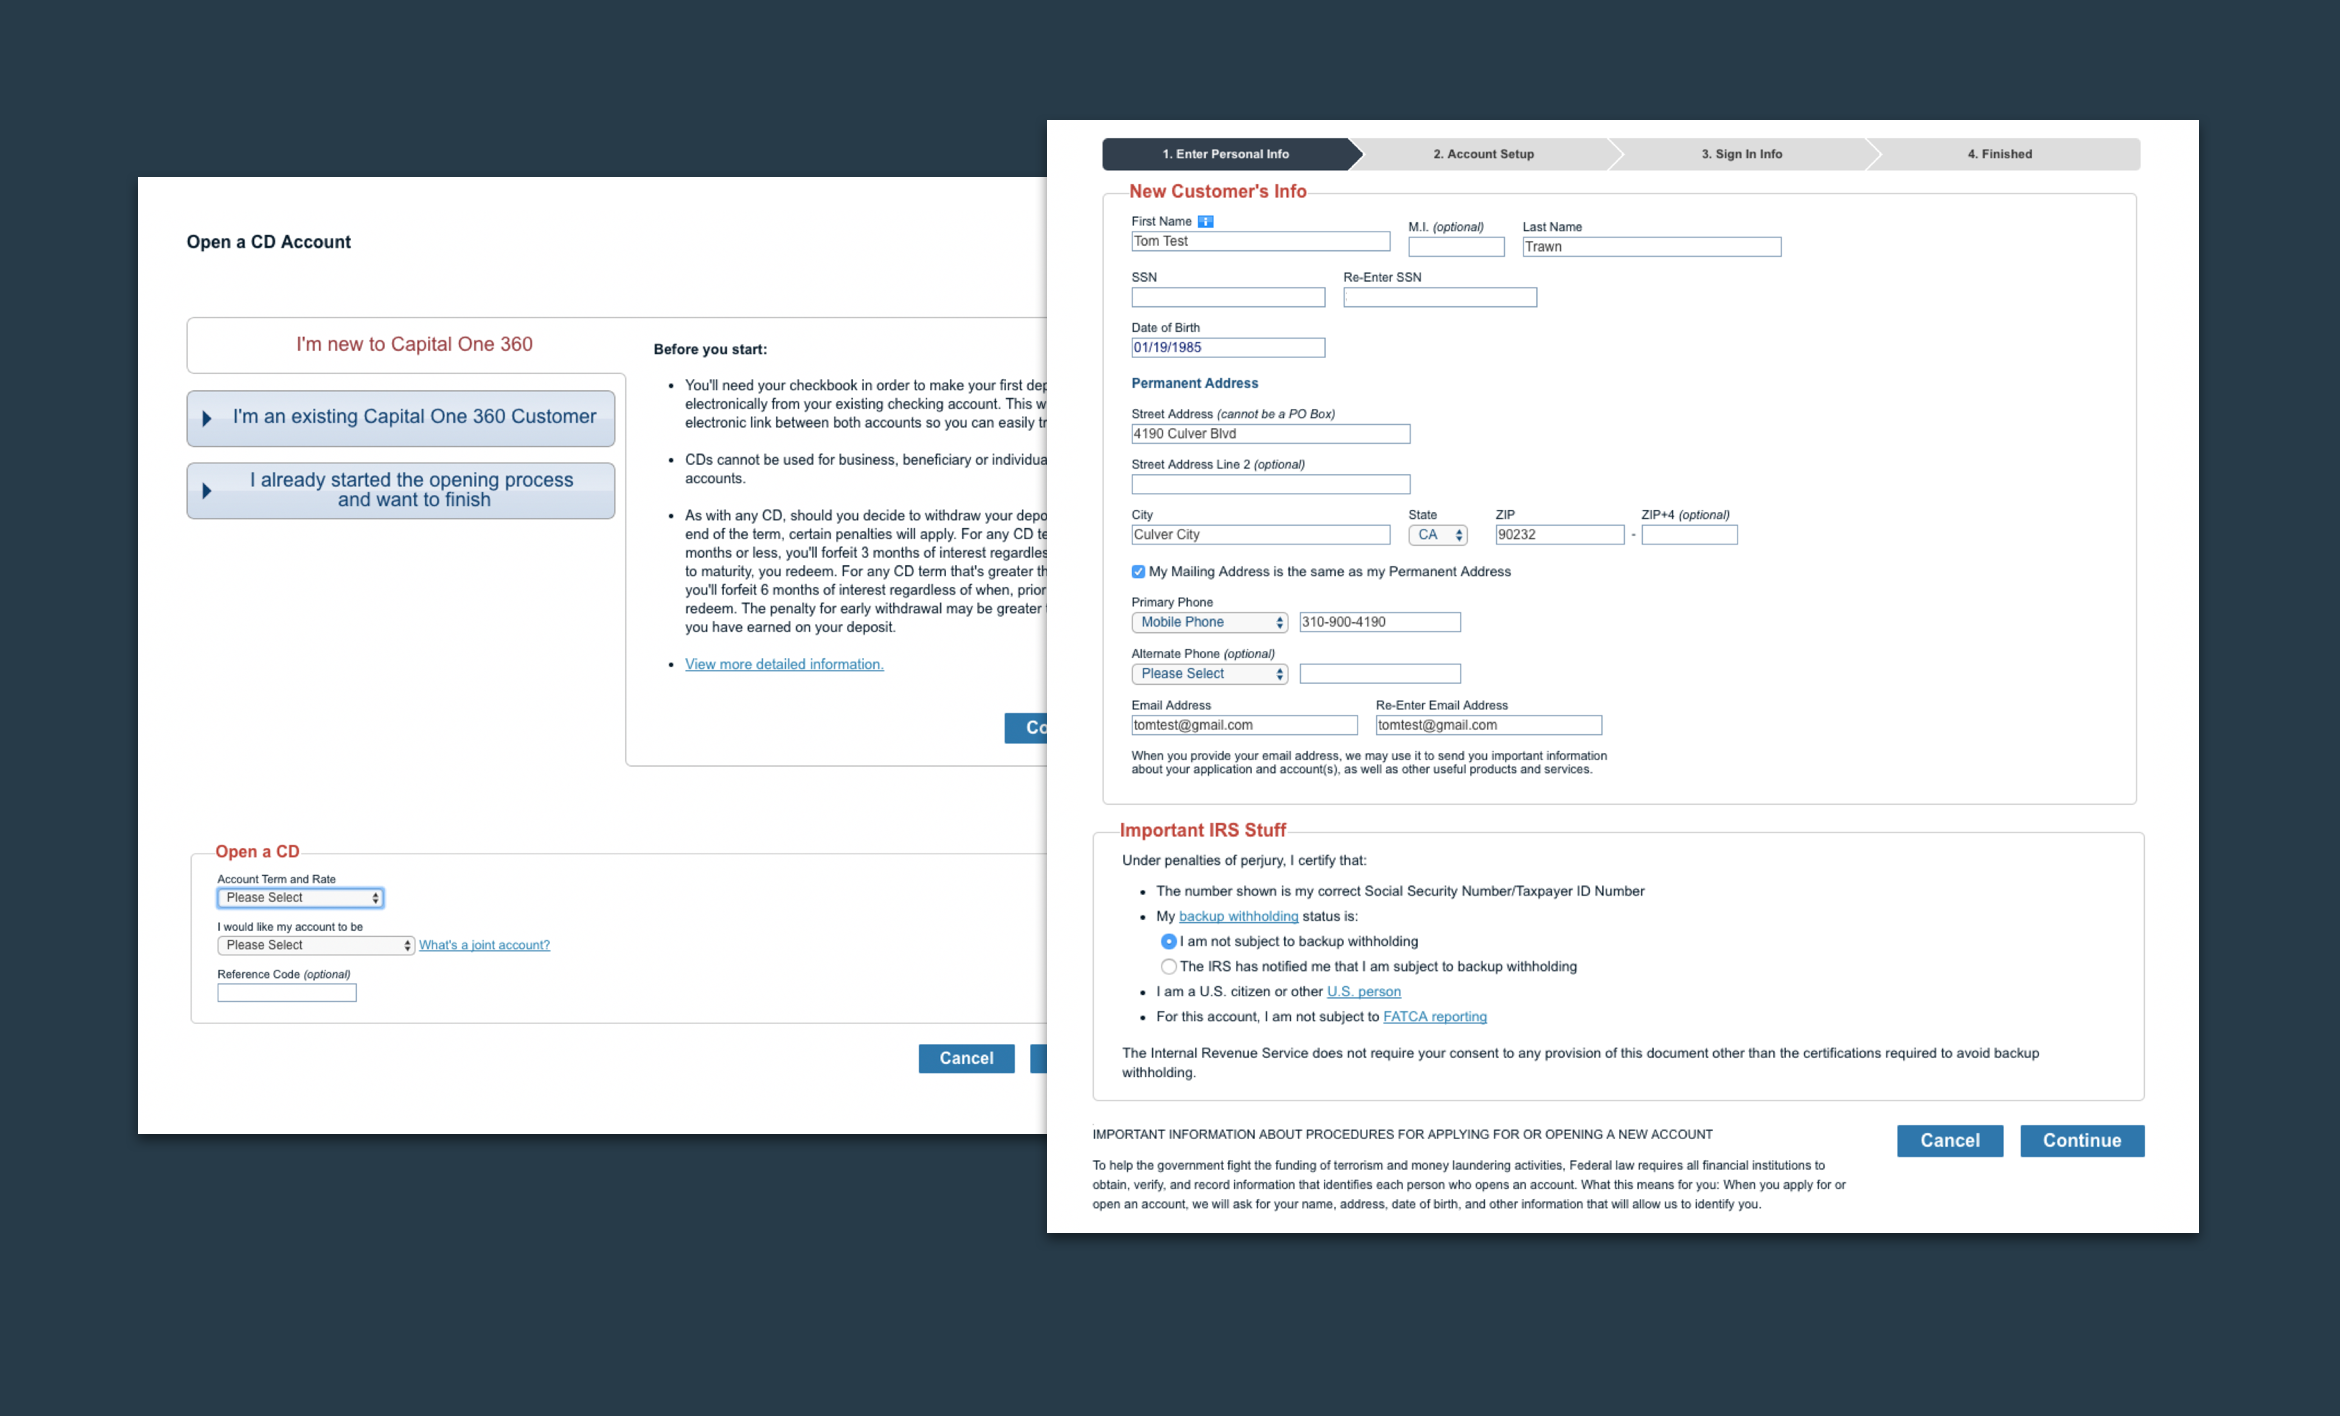 Open a CD Account
I'm new to Capital One 360
I'm an existing Capital One 360 Customer
I already started the opening process
and want to finish
Before you start:
• You'll need your checkbook in order to make your first dep
electronically from your existing checking account. This w
electronic link between both accounts so you can easily tr
• CDs cannot be used for business, beneficiary or individua
accounts.
• As with any CD, should you decide to withdraw your depo
end of the term, certain penalties will apply. For any CD te
months or less, you'll forfeit 3 months of interest regardles
to maturity, you redeem. For any CD term that's greater th
you'll forfeit 6 months of interest regardless of when, prior
redeem. The penalty for early withdrawal may be greater
you have earned on your deposit.
• View more detailed information.
Co
Open a CD
Account Term and Rate
Please Select
I would like my account to be
Please Select What's a joint account?
Reference Code (optional)
Cancel
1. Enter Personal Info 2. Account Setup 3. Sign In Info 4. Finished
New Customer's Info
First Name i M.I. (optional) Last Name
Tom Test Trawn
SSN Re-Enter SSN
Date of Birth
01/19/1985
Permanent Address
Street Address (cannot be a PO Box)
4190 Culver Blvd
Street Address Line 2 (optional)
City State ZIP ZIP+4 (optional)
Culver City CA 90232 -
My Mailing Address is the same as my Permanent Address
Primary Phone
Mobile Phone 310-900-4190
Alternate Phone (optional)
Please Select
Email Address Re-Enter Email Address
tomtest@gmail.com tomtest@gmail.com
When you provide your email address, we may use it to send you important information
about your application and account(s), as well as other useful products and services.
Important IRS Stuff
Under penalties of perjury, I certify that:
• The number shown is my correct Social Security Number/Taxpayer ID Number
• My backup withholding status is:
I am not subject to backup withholding
The IRS has notified me that I am subject to backup withholding
• I am a U.S. citizen or other U.S. person
• For this account, I am not subject to FATCA reporting
The Internal Revenue Service does not require your consent to any provision of this document other than the certifications required to avoid backup
withholding.
IMPORTANT INFORMATION ABOUT PROCEDURES FOR APPLYING FOR OR OPENING A NEW ACCOUNT
Cancel Continue
To help the government fight the funding of terrorism and money laundering activities, Federal law requires all financial institutions to
obtain, verify, and record information that identifies each person who opens an account. What this means for you: When you apply for or
open an account, we will ask for your name, address, date of birth, and other information that will allow us to identify you.